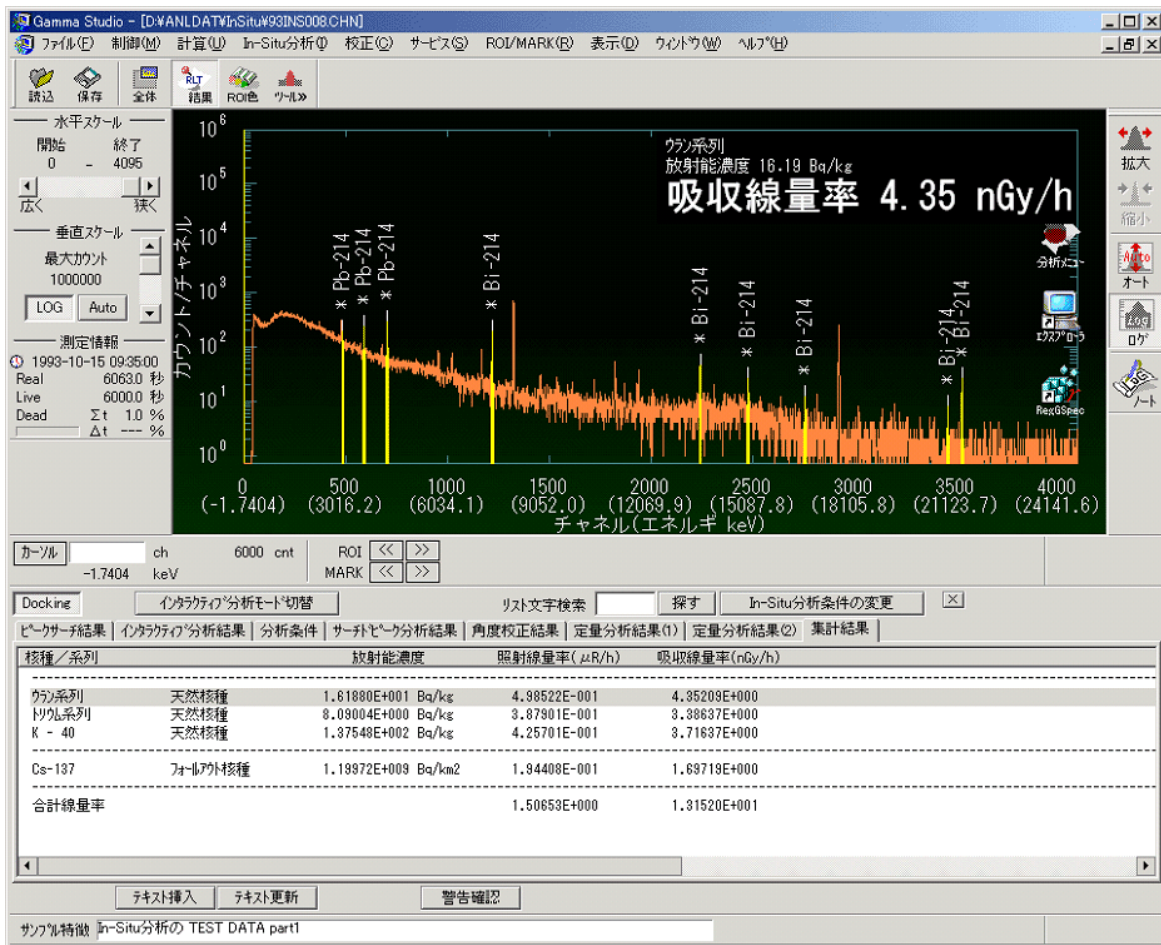 Gamma Studio - [D:¥ANLDAT¥InSitu¥93INS008.CHN]
ファイル(F) 制御(M) 計算(U) In-Situ分析(I) 校正(C) サービス(S) ROI/MARK(R) 表示(D) ウィンドウ(W) ヘルプ(H)
RLT
読込 保存 全体 結果 ROI色 ツール»
水平スケール
開始 終了
0 - 4095
広く 狭く
垂直スケール
最大カウント
1000000
LOG Auto
測定情報
1993-10-15 09:35:00
Real 6063.0 秒
Live 6000.0 秒
Dead Σt 1.0 %
Δt --- %
カウント/チャネル
10^6
10^5
10^4
10^3
10^2
10^1
10^0
ウラン系列
放射能濃度 16.19 Bq/kg
吸収線量率 4.35 nGy/h
* Pb-214
* Pb-214
* Pb-214
* Bi-214
* Bi-214
* Bi-214
* Bi-214
* Bi-214
* Bi-214
分析メニュー
エクスプローラ
RegGSpec
0 500 1000 1500 2000 2500 3000 3500 4000
(-1.7404) (3016.2) (6034.1) (9052.0) (12069.9) (15087.8) (18105.8) (21123.7) (24141.6)
チャネル(エネルギ keV)
拡大
縮小
Auto
オート
Log
ログ
LOG
ノート
カーソル ch 6000 cnt ROI << >>
-1.7404 keV MARK << >>
Docking インタラクティブ分析モード切替 リスト文字検索 探す In-Situ分析条件の変更
ピークサーチ結果 インタラクティブ分析結果 分析条件 サーチドピーク分析結果 角度校正結果 定量分析結果(1) 定量分析結果(2) 集計結果
核種/系列 放射能濃度 照射線量率(μR/h) 吸収線量率(nGy/h)
ウラン系列 天然核種 1.61880E+001 Bq/kg 4.98522E-001 4.35209E+000
トリウム系列 天然核種 8.09004E+000 Bq/kg 3.87901E-001 3.38637E+000
K - 40 天然核種 1.37548E+002 Bq/kg 4.25701E-001 3.71637E+000
Cs-137 フォールアウト核種 1.19972E+009 Bq/km2 1.94408E-001 1.69719E+000
合計線量率 1.50653E+000 1.31520E+001
テキスト挿入 テキスト更新 警告確認
サンプル特徴 In-Situ分析の TEST DATA part1